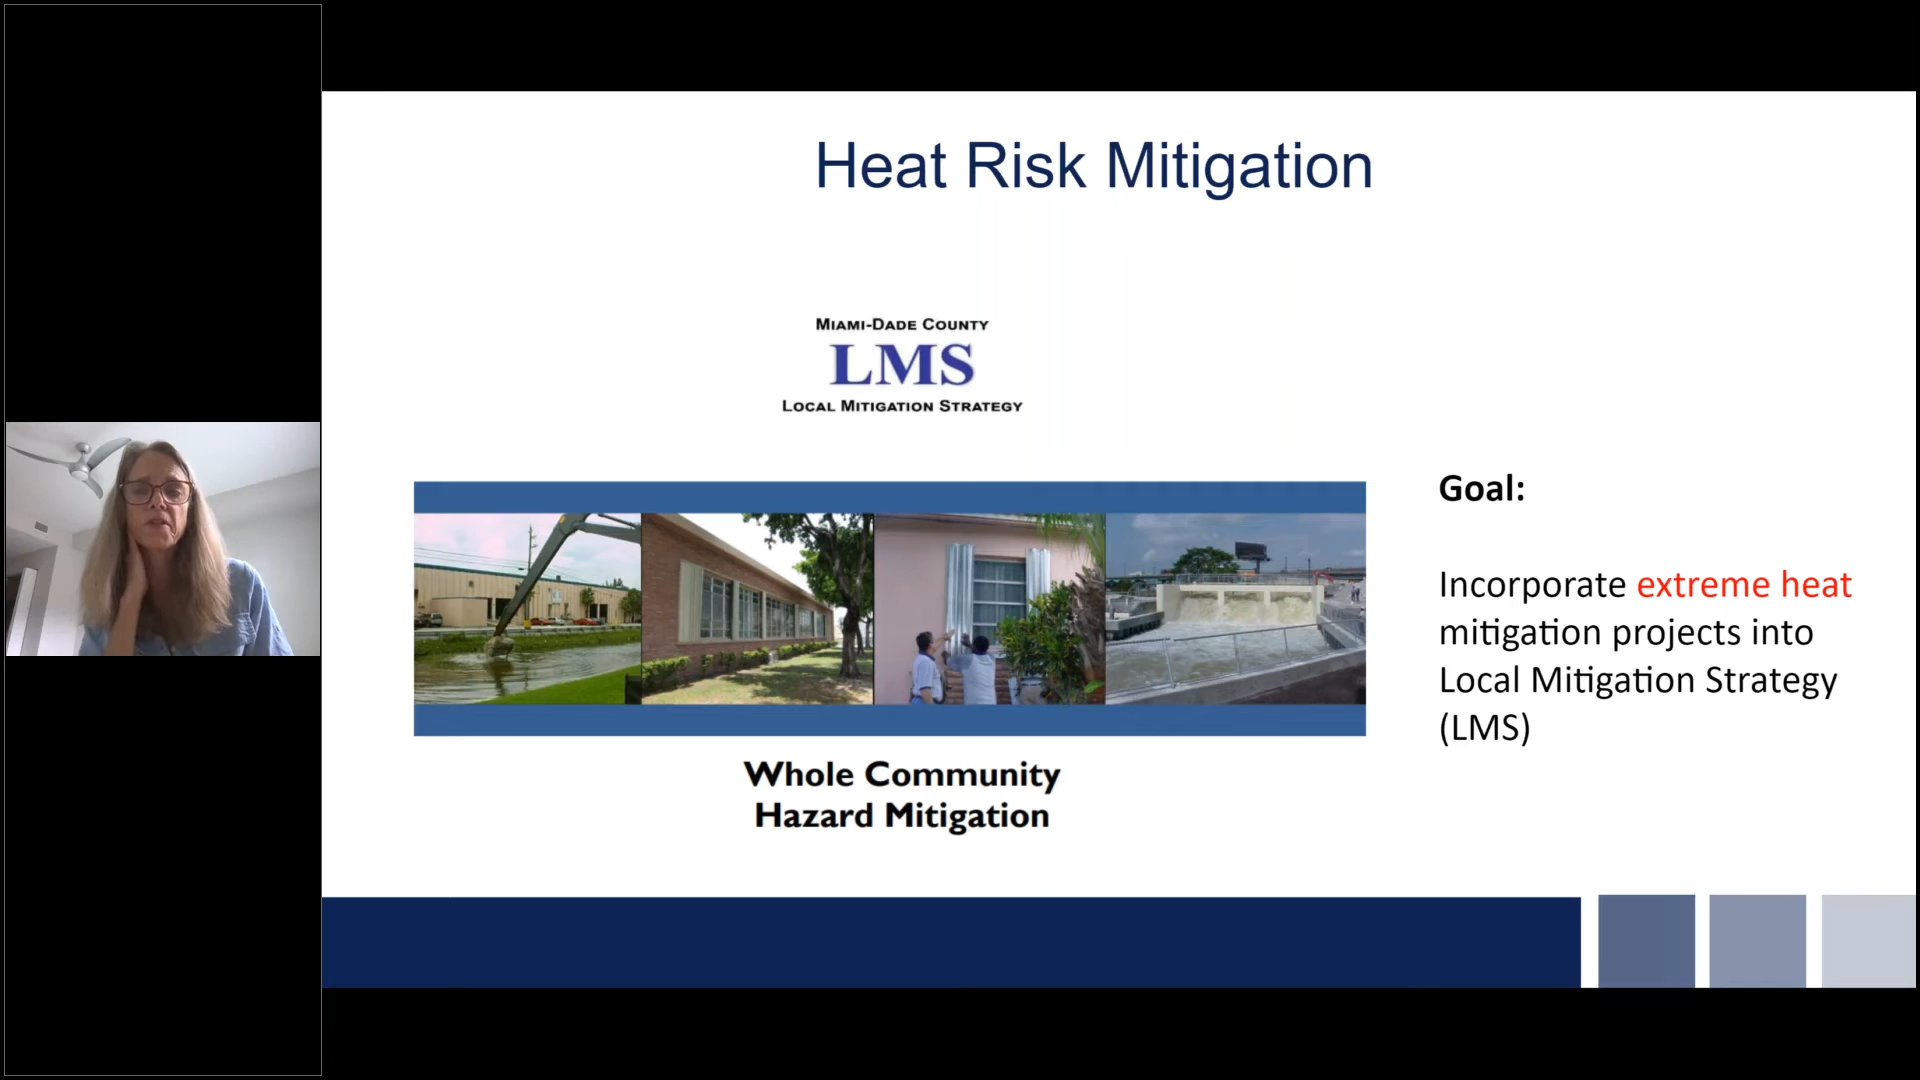 Heat Risk Mitigation
MIAMI-DADE COUNTY
LMS
LOCAL MITIGATION STRATEGY
Whole Community
Hazard Mitigation
Goal:
Incorporate extreme heat
mitigation projects into
Local Mitigation Strategy
(LMS)